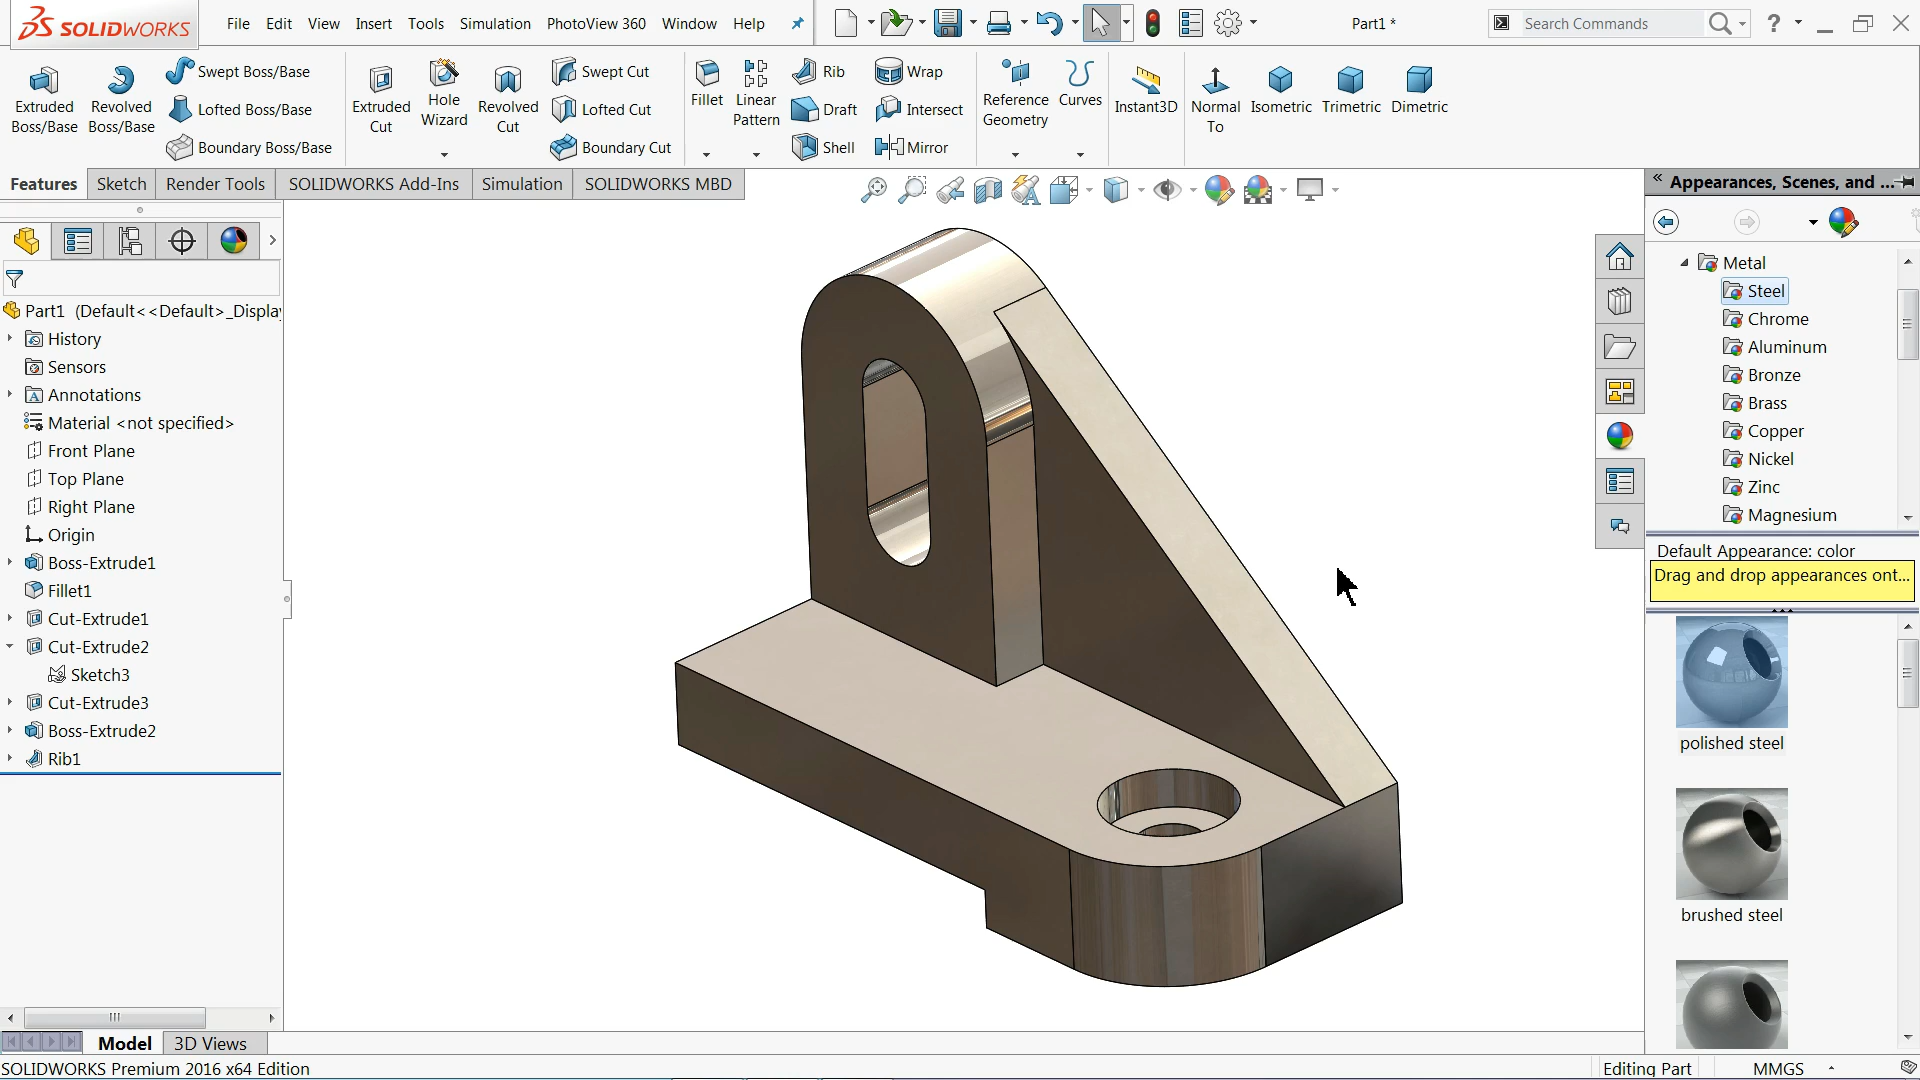 SOLIDWORKS
File Edit View Insert Tools Simulation PhotoView 360 Window Help
Part1 *
Search Commands
Extruded Boss/Base
Revolved Boss/Base
Swept Boss/Base
Lofted Boss/Base
Boundary Boss/Base
Extruded Cut
Hole Wizard
Revolved Cut
Swept Cut
Lofted Cut
Boundary Cut
Fillet
Linear Pattern
Rib
Draft
Shell
Wrap
Intersect
Mirror
Reference Geometry
Curves
Instant3D
Normal To
Isometric
Trimetric
Dimetric
Features Sketch Render Tools SOLIDWORKS Add-Ins Simulation SOLIDWORKS MBD
Part1 (Default<<Default>_Displa
History
Sensors
Annotations
Material <not specified>
Front Plane
Top Plane
Right Plane
Origin
Boss-Extrude1
Fillet1
Cut-Extrude1
Cut-Extrude2
Sketch3
Cut-Extrude3
Boss-Extrude2
Rib1
Appearances, Scenes, and ...
Metal
Steel
Chrome
Aluminum
Bronze
Brass
Copper
Nickel
Zinc
Magnesium
Default Appearance: color
Drag and drop appearances ont...
polished steel
brushed steel
Model 3D Views
SOLIDWORKS Premium 2016 x64 Edition
Editing Part MMGS